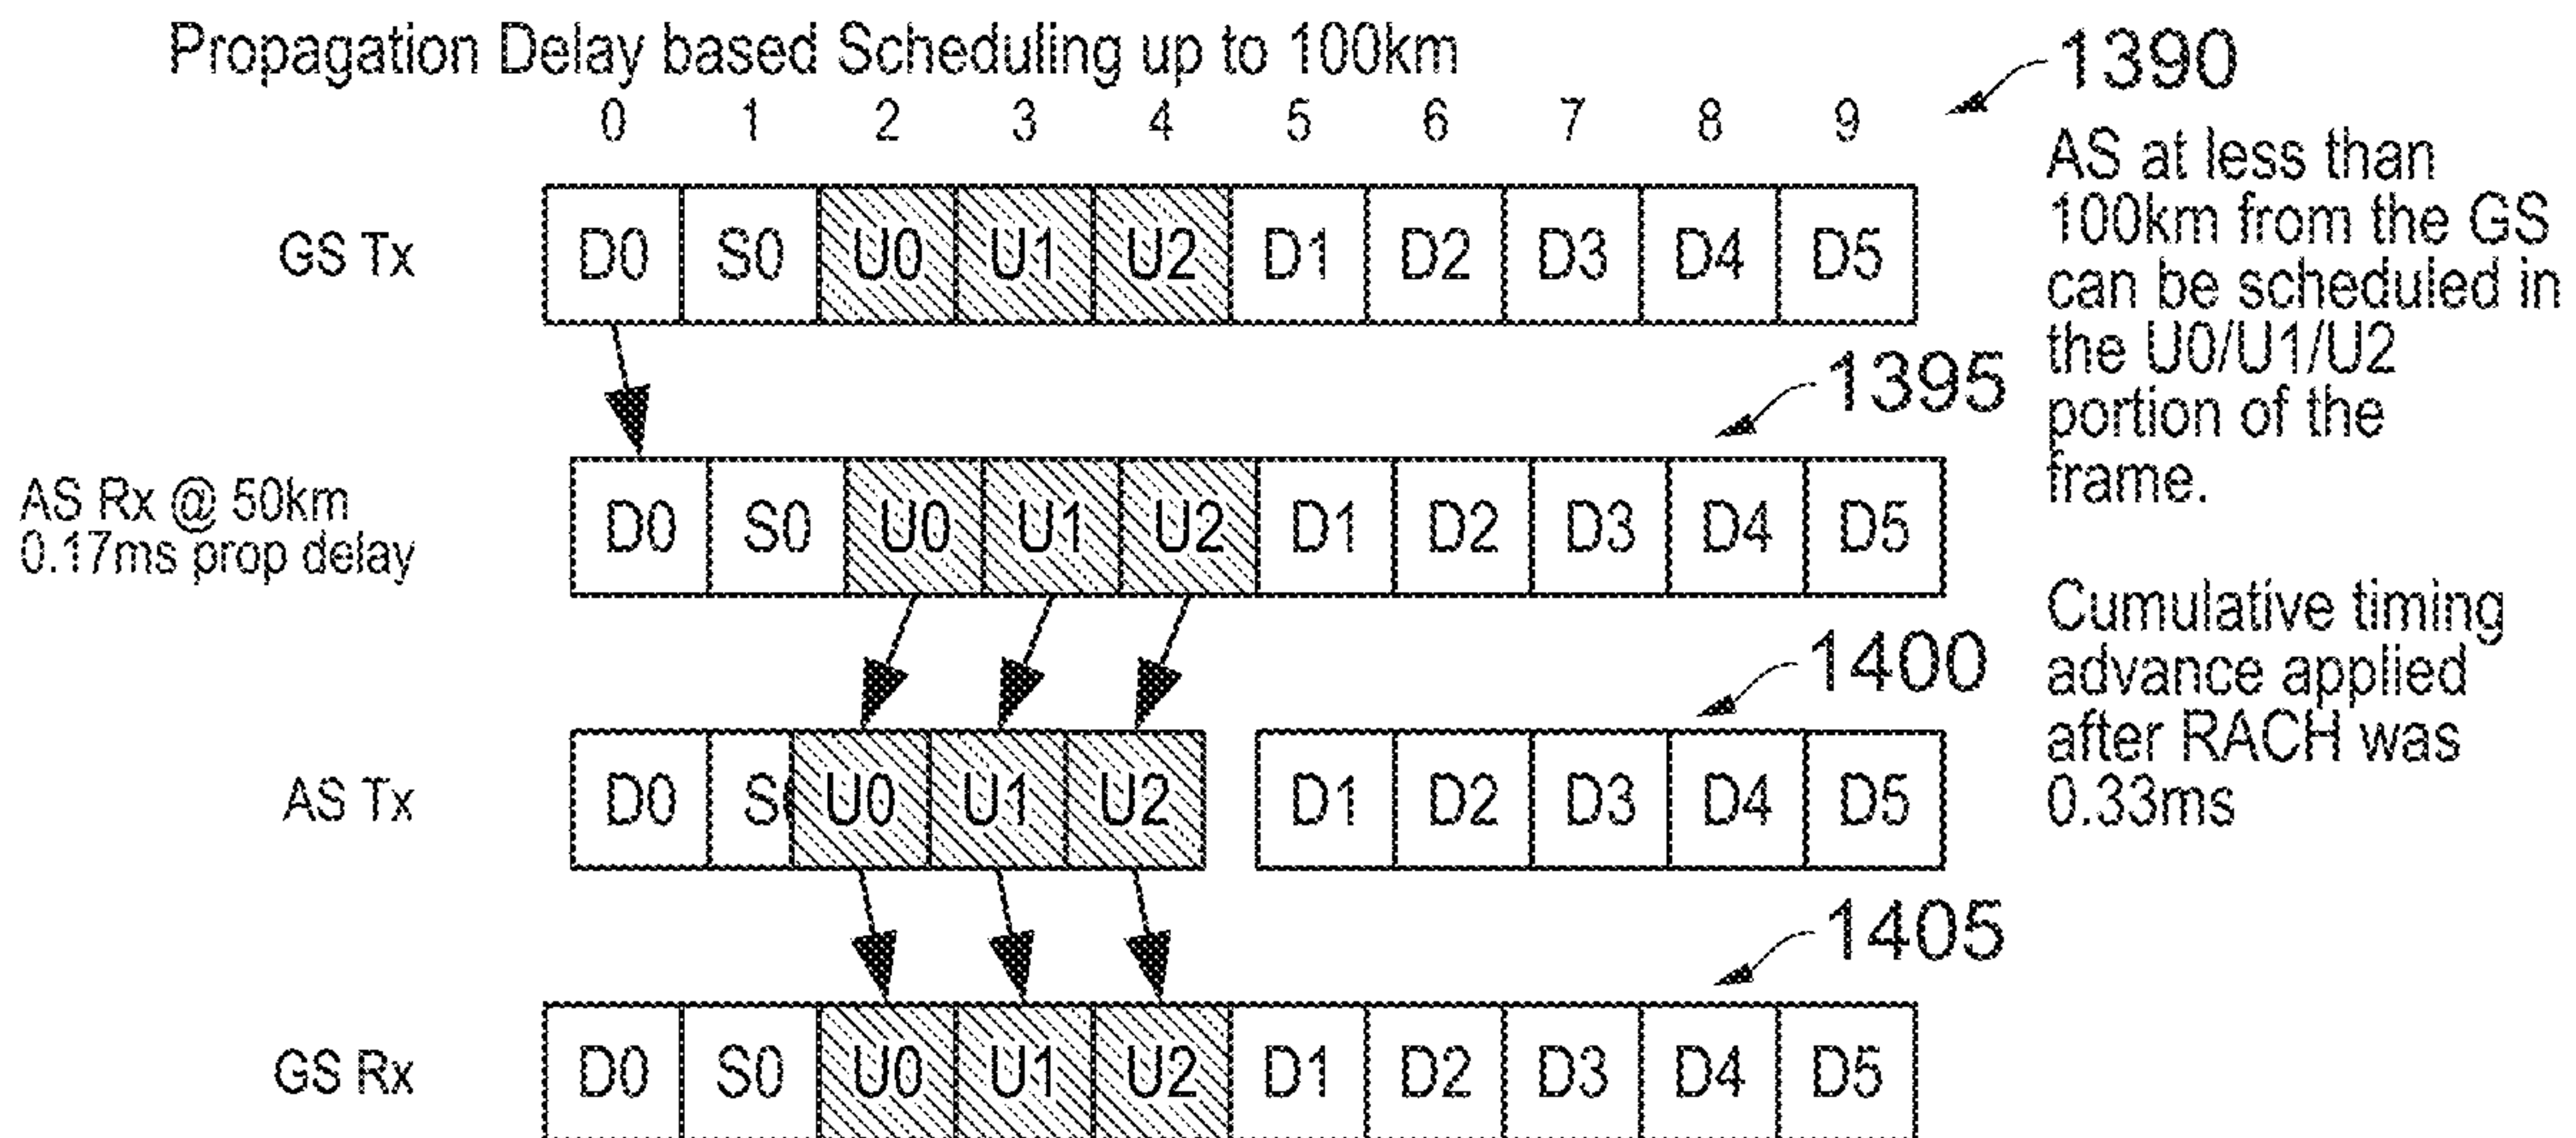 Propagation Delay based Scheduling up to 100km
0 1 2 3 4 5 6 7 8 9
1390
GS Tx
D0 S0 U0 U1 U2 D1 D2 D3 D4 D5
AS at less than
100km from the GS
can be scheduled in
the U0/U1/U2
portion of the
frame.
1395
AS Rx @ 50km
0.17ms prop delay
D0 S0 U0 U1 U2 D1 D2 D3 D4 D5
Cumulative timing
advance applied
after RACH was
0.33ms
1400
AS Tx
D0 S U0 U1 U2 D1 D2 D3 D4 D5
1405
GS Rx
D0 S0 U0 U1 U2 D1 D2 D3 D4 D5